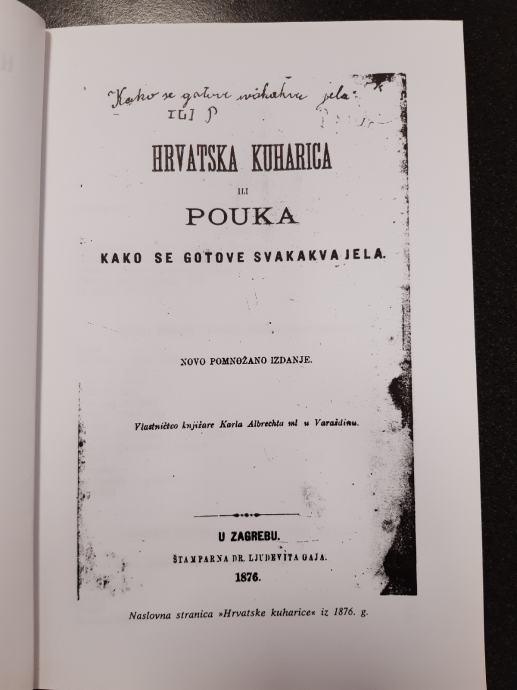 Kako se gotove svakakve jela
ILI P
HRVATSKA KUHARICA
ILI
POUKA
KAKO SE GOTOVE SVAKAKVA JELA.
NOVO POMNOŽANO IZDANJE.
Vlastničtvo knjižare Karla Albrechta ml u Varaždinu.
U ZAGREBU.
ŠTAMPARNA DR. LJUDEVITA GAJA.
1876.
Naslovna stranica »Hrvatske kuharice« iz 1876. g.